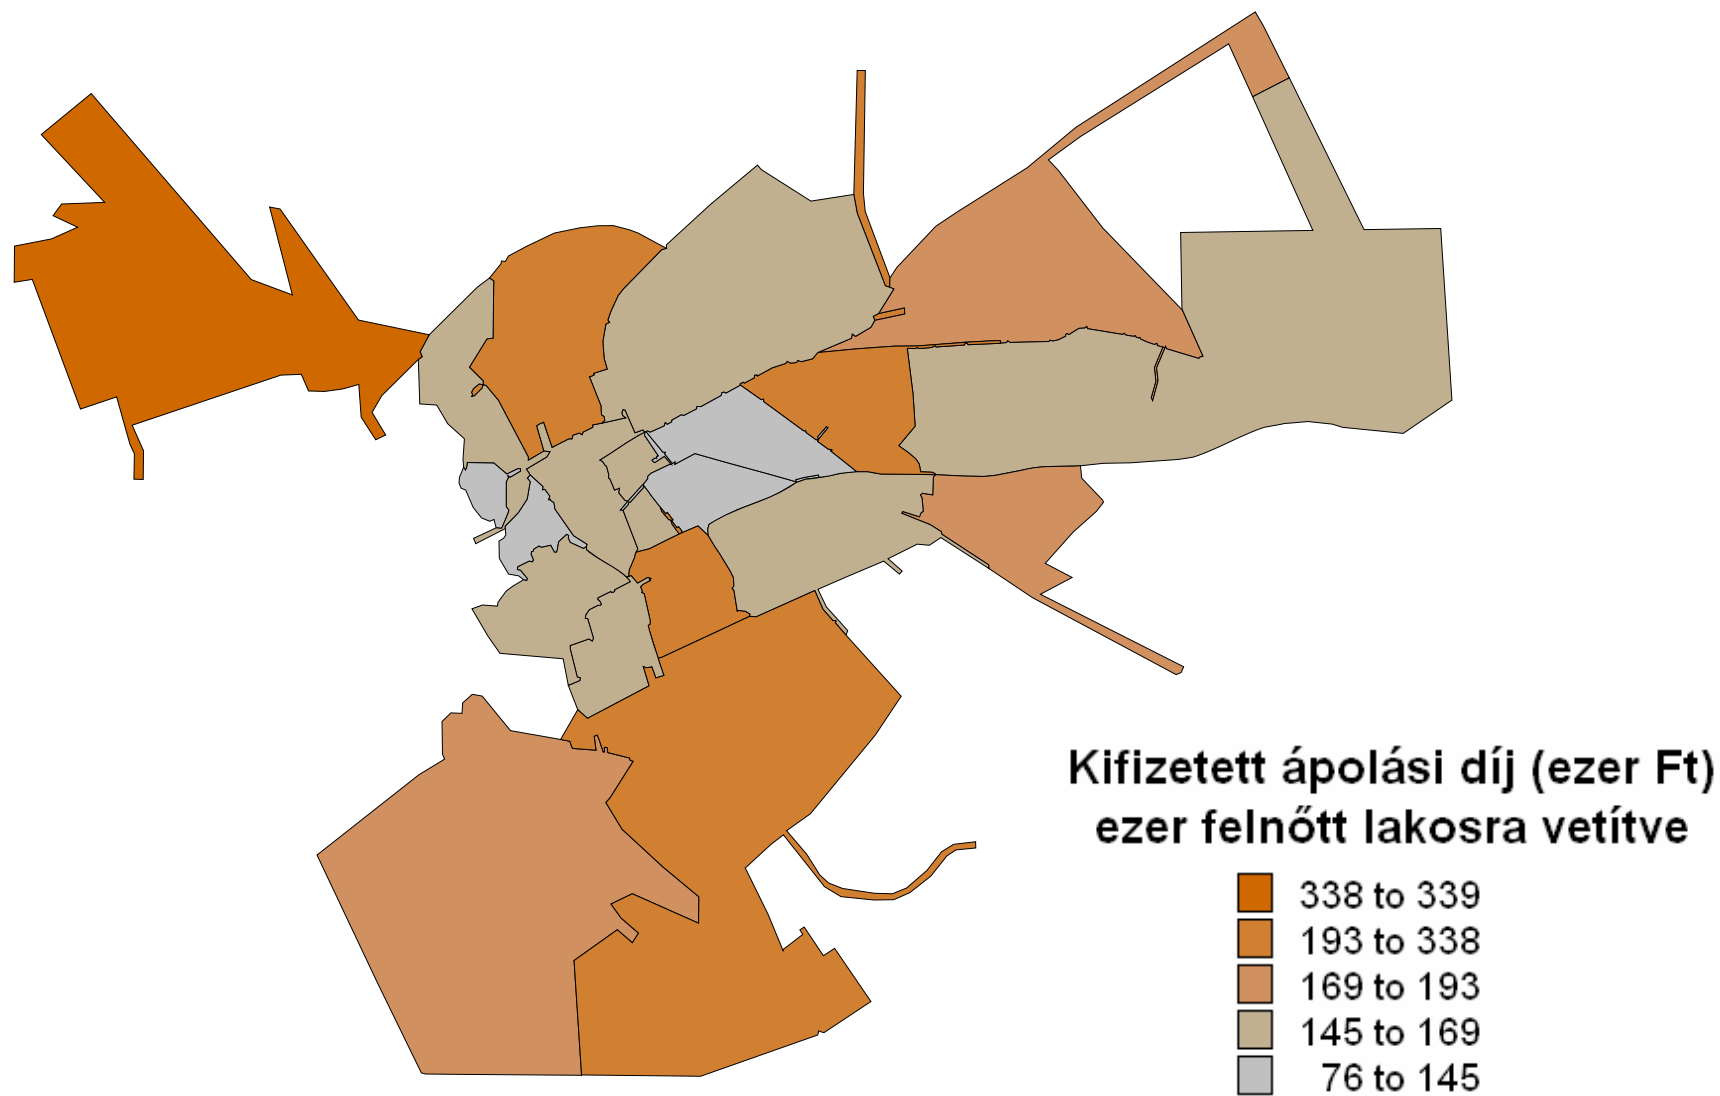 Kifizetett ápolási díj (ezer Ft)
ezer felnőtt lakosra vetítve
338 to 339
193 to 338
169 to 193
145 to 169
76 to 145